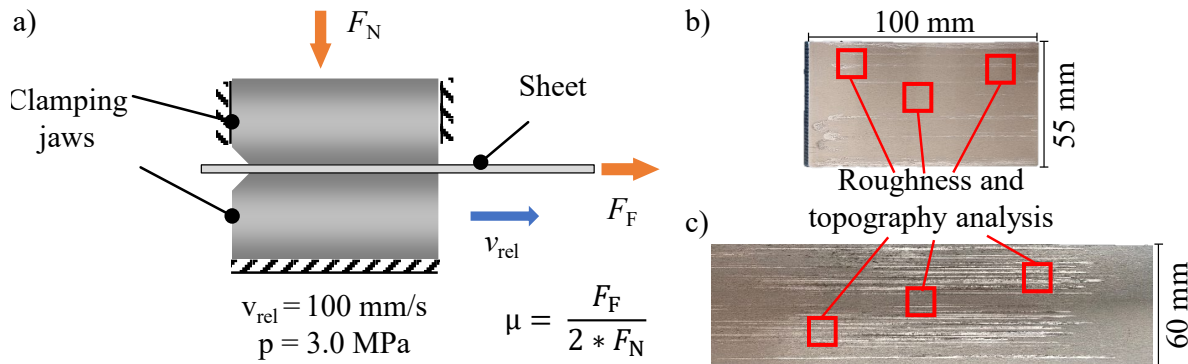 a)
F_N
Clamping
jaws
Sheet
F_F
v_rel
v_rel = 100 mm/s
p = 3.0 MPa
μ = F_F / 2 * F_N
b)
100 mm
55 mm
Roughness and
topography analysis
c)
60 mm